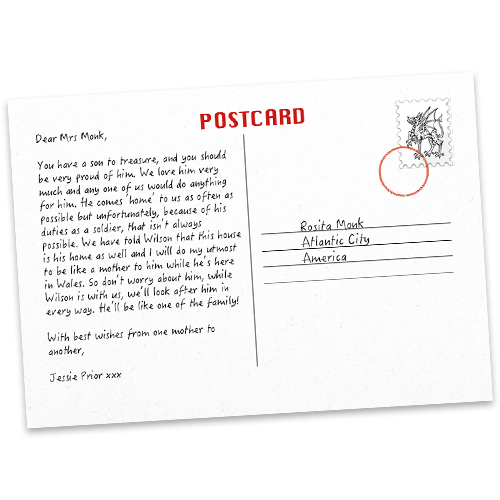 POSTCARD
Dear Mrs Monk,
You have a son to treasure, and you should
be very proud of him. We love him very
much and any one of us would do anything
for him. He comes 'home' to us as often as
possible but unfortunately, because of his
duties as a soldier, that isn't always
possible. We have told Wilson that this house
is his home as well and I will do my utmost
to be like a mother to him while he's here
in Wales. So don't worry about him, while
Wilson is with us, we'll look after him in
every way. He'll be like one of the family!
With best wishes from one mother to
another,
Jessie Prior xxx
Rosita Monk
Atlantic City
America